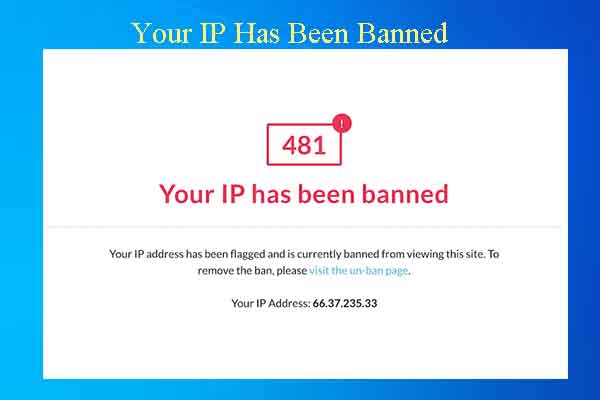 Your IP Has Been Banned
!
481
Your IP has been banned
Your IP address has been flagged and is currently banned from viewing this site. To
remove the ban, please visit the un-ban page.
Your IP Address: 66.37.235.33